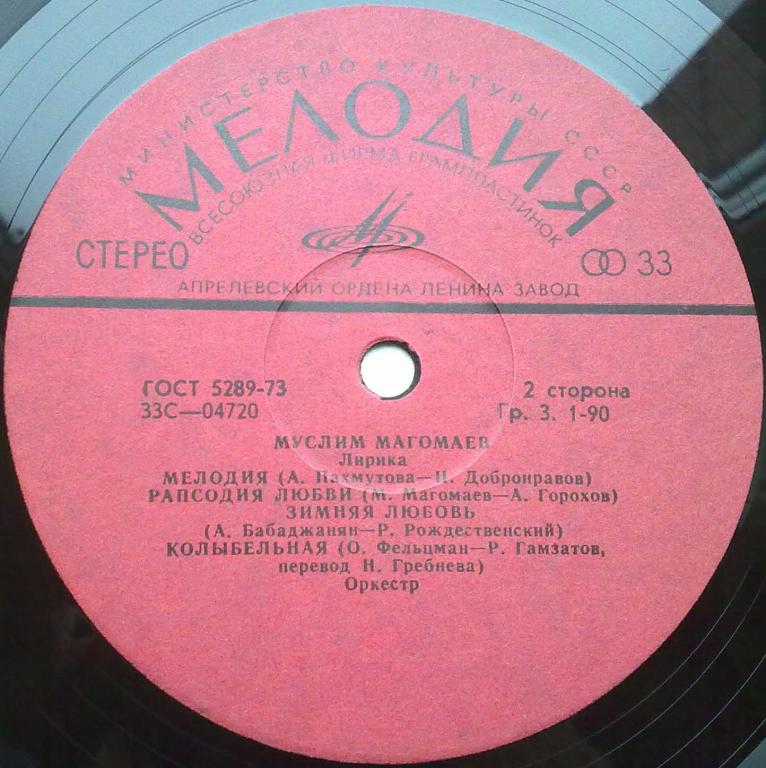 МИНИСТЕРСТВО КУЛЬТУРЫ СССР
МЕЛОДИЯ
ВСЕСОЮЗНАЯ ФИРМА ГРАМПЛАСТИНОК
СТЕРЕО
33
АПРЕЛЕВСКИЙ ОРДЕНА ЛЕНИНА ЗАВОД
ГОСТ 5289-73
2 сторона
33С—04720
Гр. 3. 1-90
МУСЛИМ МАГОМАЕВ
Лирика
МЕЛОДИЯ (А. Пахмутова—Н. Добронравов)
РАПСОДИЯ ЛЮБВИ (М. Магомаев—А. Горохов)
ЗИМНЯЯ ЛЮБОВЬ
(А. Бабаджанян—Р. Рождественский)
КОЛЫБЕЛЬНАЯ (О. Фельцман—Р. Гамзатов,
перевод Н. Гребнева)
Оркестр